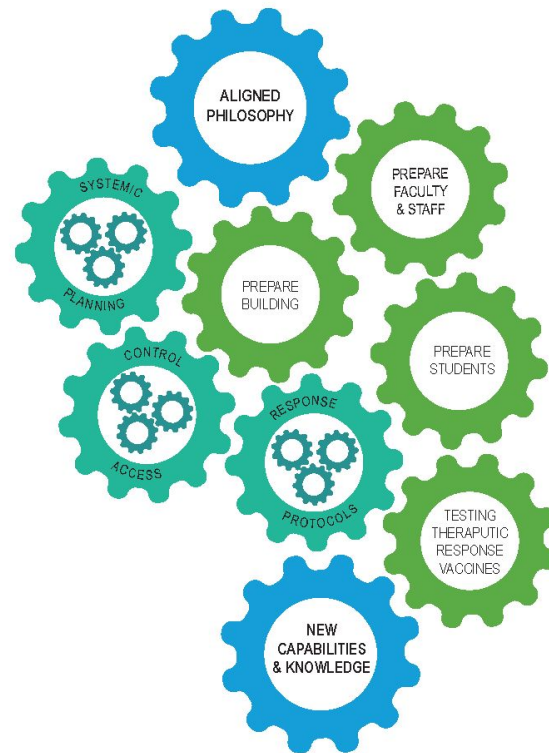 ALIGNED
PHILOSOPHY
PREPARE
FACULTY
& STAFF
SYSTEMIC
PLANNING
PREPARE
BUILDING
CONTROL
ACCESS
PREPARE
STUDENTS
RESPONSE
PROTOCOLS
TESTING
THERAPUTIC
RESPONSE
VACCINES
NEW
CAPABILITIES
& KNOWLEDGE